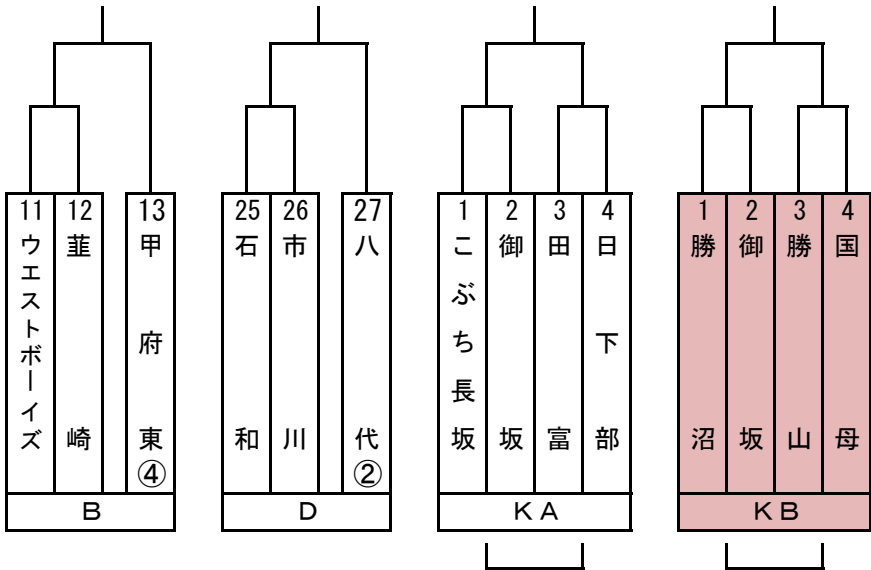 11 ウエストボーイズ
12 韮崎
13 甲府東④
B
25 石和
26 市川
27 八代②
D
1 こぶち長坂
2 御坂
3 田富
4 日下部
KA
1 勝沼
2 御坂
3 勝山
4 国母
KB